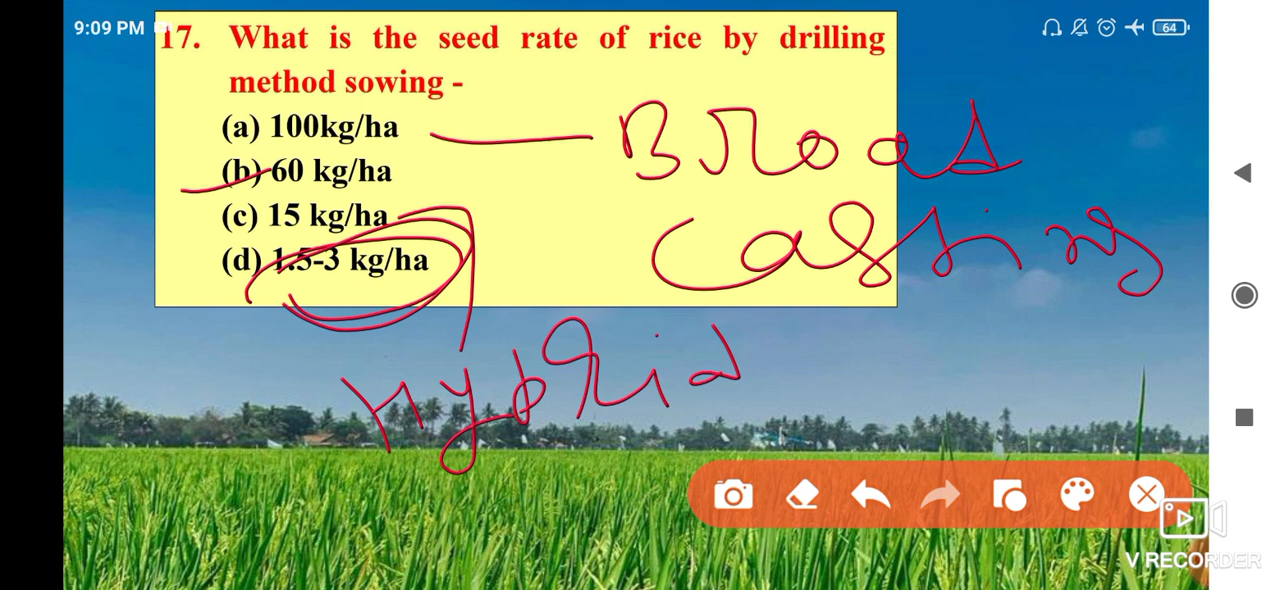 9:09 PM
64
17. What is the seed rate of rice by drilling
method sowing -
(a) 100kg/ha
Broad
(b) 60 kg/ha
(c) 15 kg/ha
Cassing
(d) 1.5-3 kg/ha
Hybrid
V RECORDER